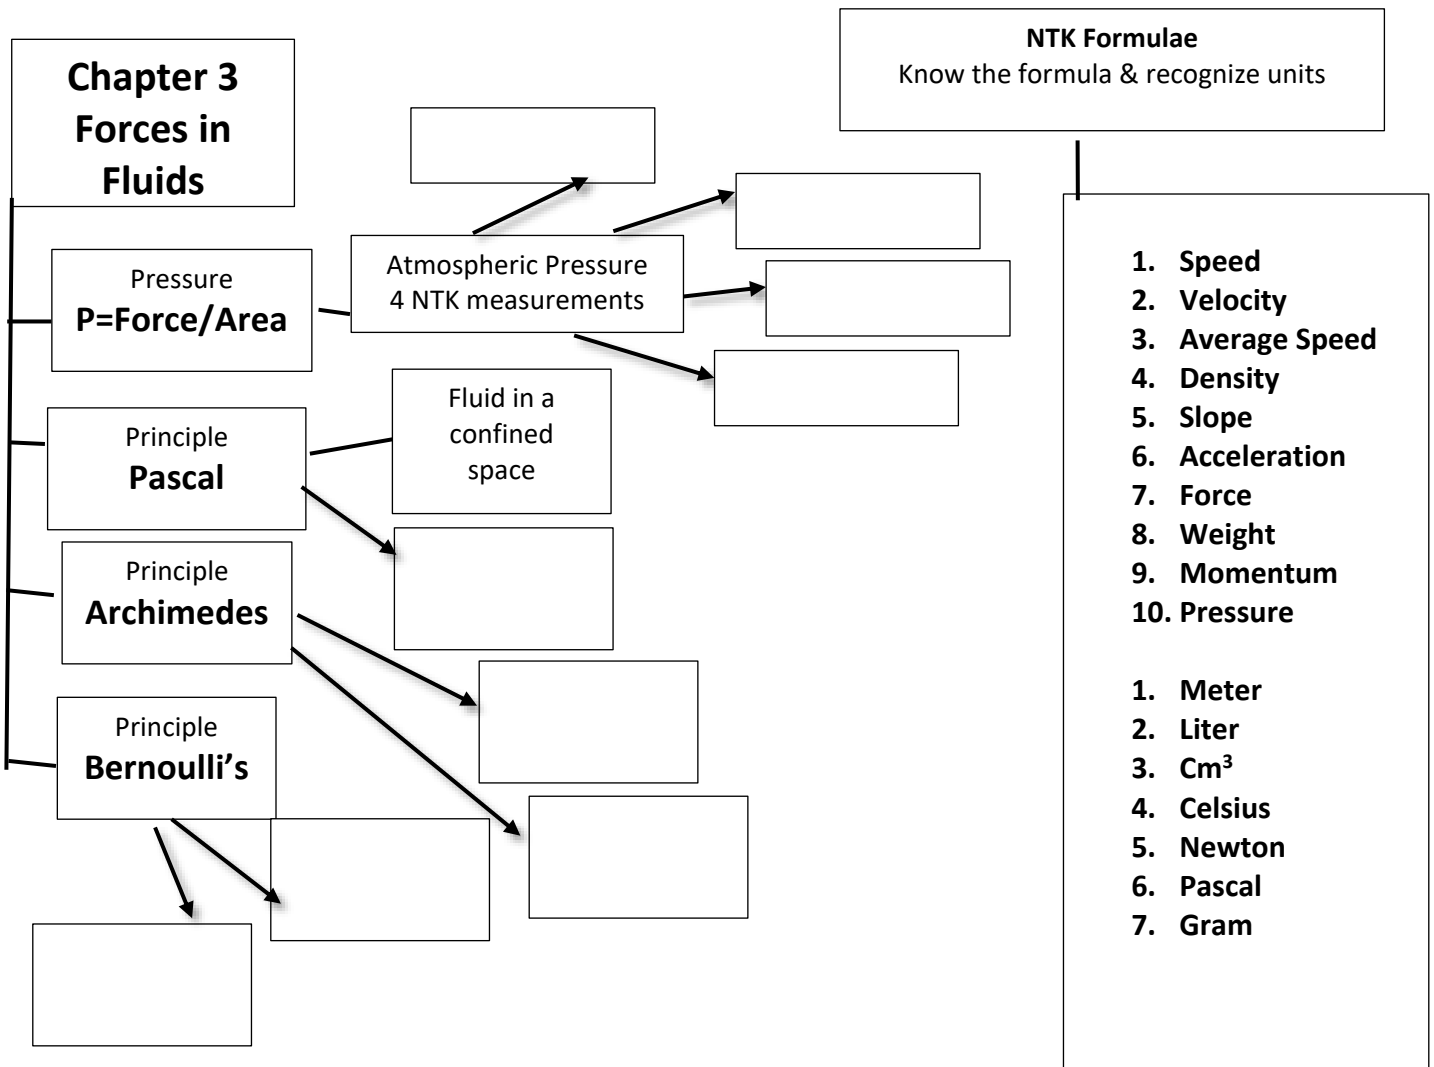 Chapter 3
Forces in
Fluids
NTK Formulae
Know the formula & recognize units
Pressure
P=Force/Area
Atmospheric Pressure
4 NTK measurements
Principle
Pascal
Fluid in a
confined
space
Principle
Archimedes
Principle
Bernoulli’s
1. Speed
2. Velocity
3. Average Speed
4. Density
5. Slope
6. Acceleration
7. Force
8. Weight
9. Momentum
10. Pressure
1. Meter
2. Liter
3. Cm³
4. Celsius
5. Newton
6. Pascal
7. Gram